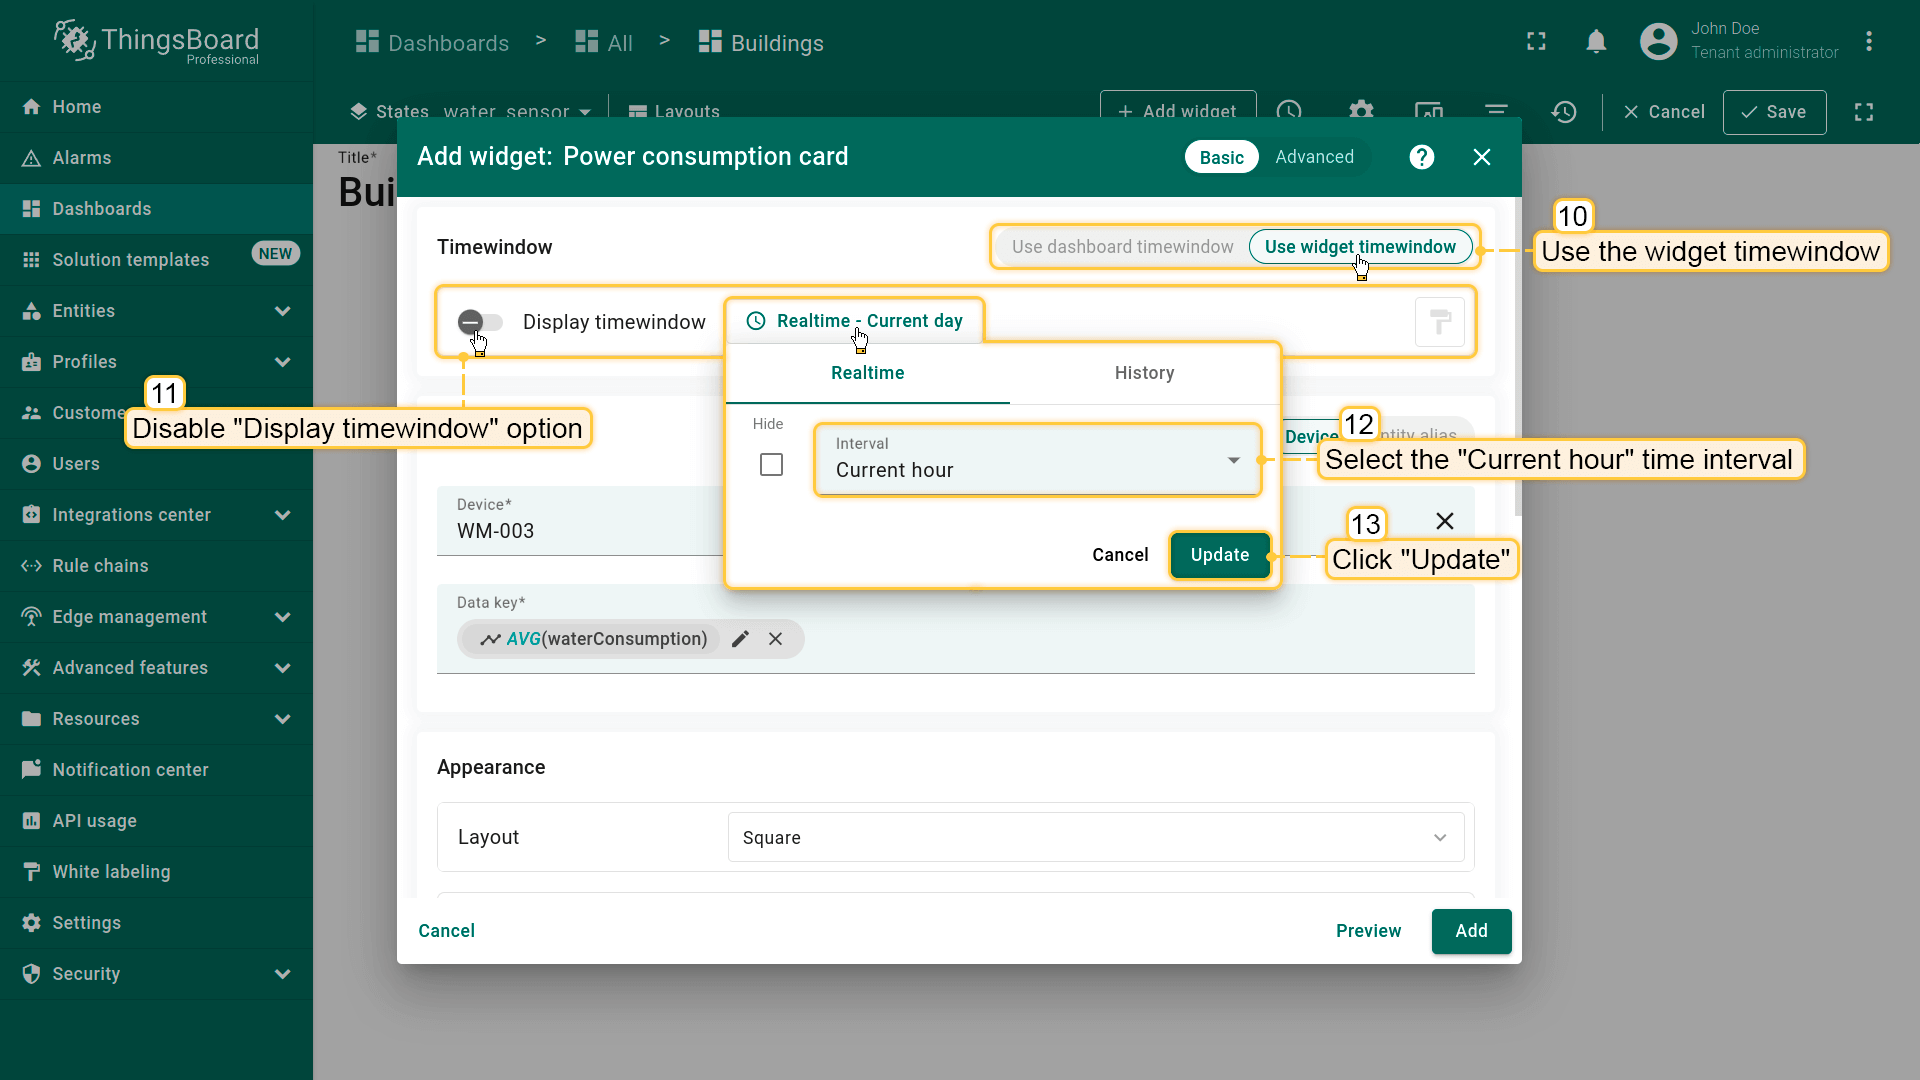 ThingsBoard
Professional
Dashboards > All > Buildings
John Doe
Tenant administrator
Home
Alarms
Dashboards
Solution templates NEW
Entities
Profiles
Custome
Users
Integrations center
Rule chains
Edge management
Advanced features
Resources
Notification center
API usage
White labeling
Settings
Security
States water_sensor Layouts + Add widget Cancel Save
Title*
Bui
Add widget: Power consumption card Basic Advanced ?
Timewindow Use dashboard timewindow Use widget timewindow
10
Use the widget timewindow
Display timewindow Realtime - Current day
11
Disable "Display timewindow" option
Realtime History
Hide
Interval
Current hour
12
Select the "Current hour" time interval
Device ntity alias
Cancel Update
13
Click "Update"
Device*
WM-003
Data key*
AVG(waterConsumption)
Appearance
Layout Square
Cancel Preview Add